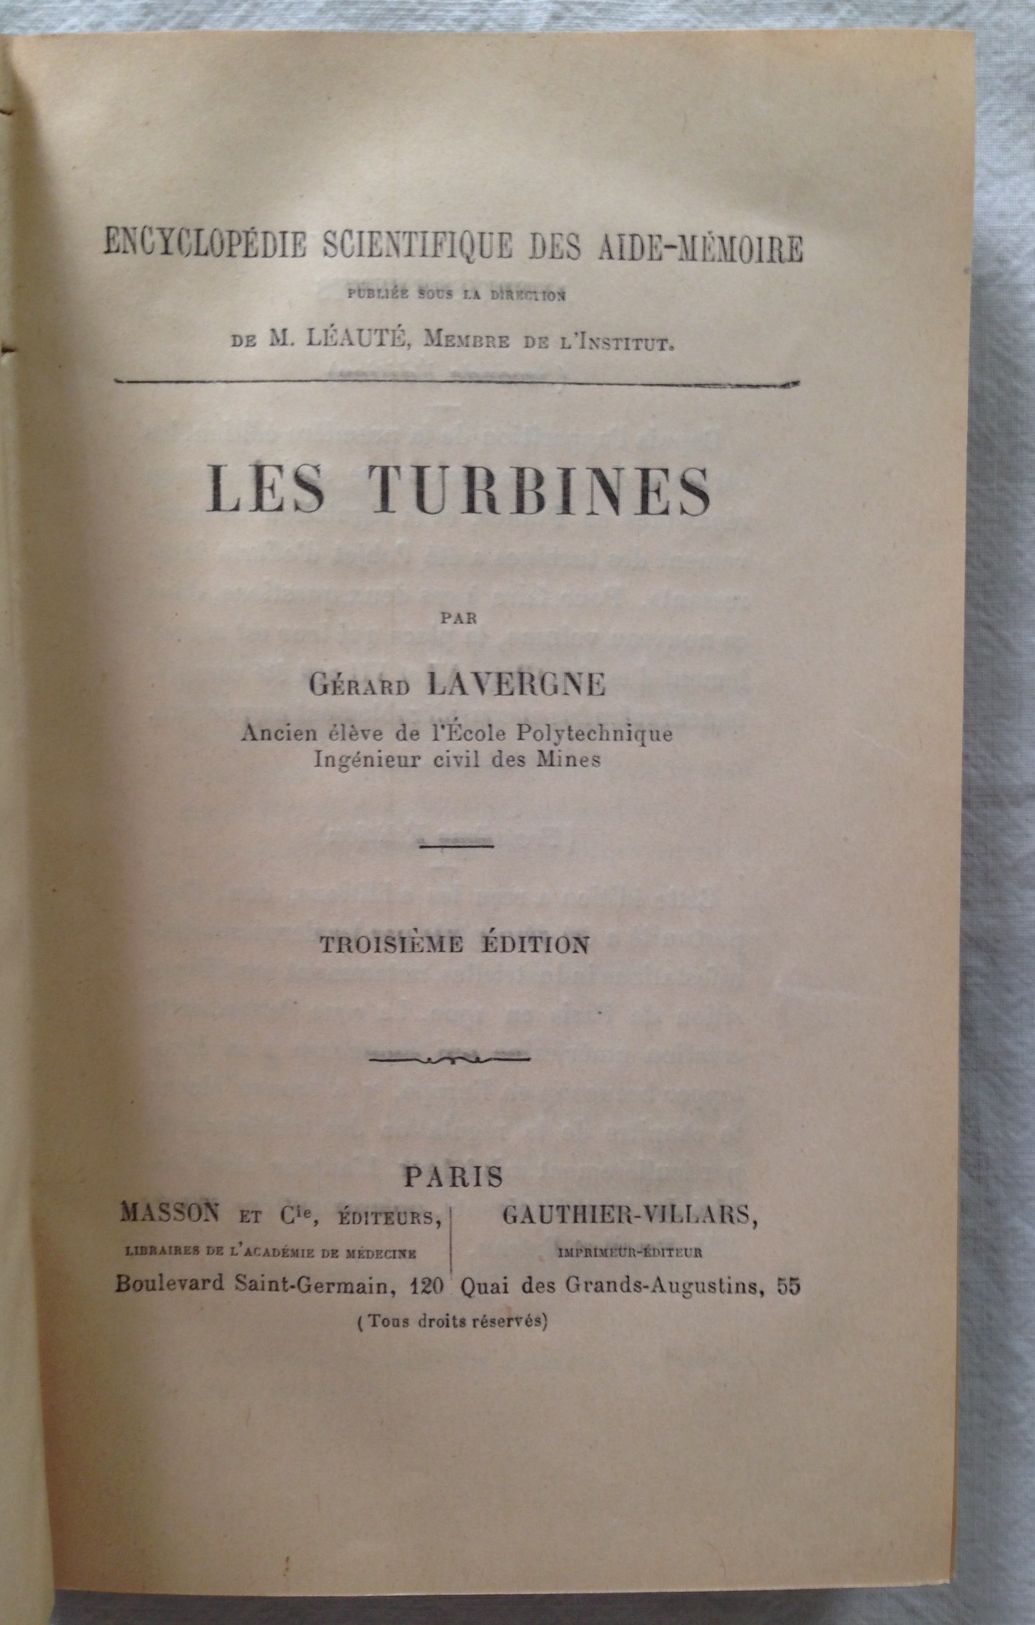 ENCYCLOPÉDIE SCIENTIFIQUE DES AIDE-MÉMOIRE
PUBLIÉE SOUS LA DIRECTION
DE M. LÉAUTÉ, MEMBRE DE L'INSTITUT.
LES TURBINES
PAR
GÉRARD LAVERGNE
Ancien élève de l'École Polytechnique
Ingénieur civil des Mines
TROISIÈME ÉDITION
PARIS
MASSON ET Cie, ÉDITEURS,
LIBRAIRES DE L'ACADÉMIE DE MÉDECINE
Boulevard Saint-Germain, 120
GAUTHIER-VILLARS,
IMPRIMEUR-ÉDITEUR
Quai des Grands-Augustins, 55
(Tous droits réservés)